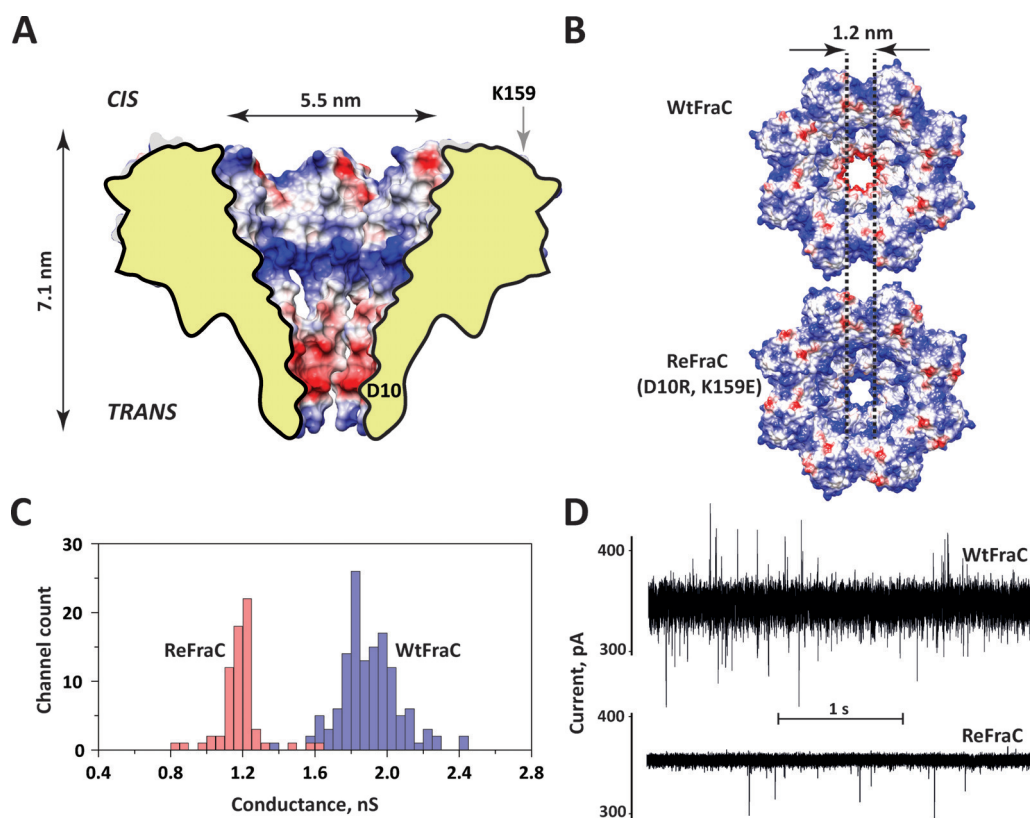 A
CIS
5.5 nm
K159
7.1 nm
D10
TRANS
B
1.2 nm
WtFraC
ReFraC
(D10R, K159E)
C
30
20
10
0
Channel count
ReFraC
WtFraC
0.4 0.8 1.2 1.6 2.0 2.4 2.8
Conductance, nS
D
400
WtFraC
300
Current, pA
1 s
400
ReFraC
300